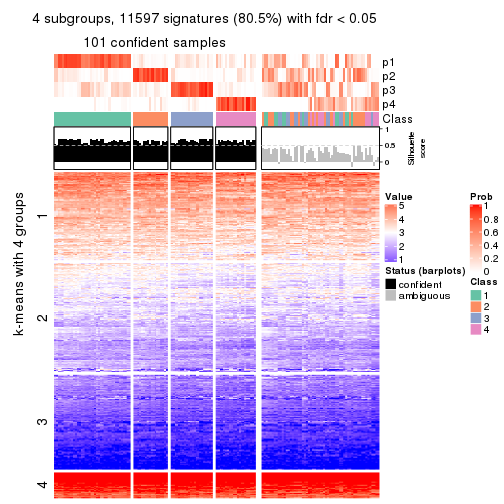 4 subgroups, 11597 signatures (80.5%) with fdr < 0.05
101 confident samples
p1
p2
p3
p4
Class
1
0.5
0
Silhouette
score
k-means with 4 groups
1
2
3
4
Value
5
4
3
2
1
Status (barplots)
confident
ambiguous
Prob
1
0.8
0.6
0.4
0.2
0
Class
1
2
3
4